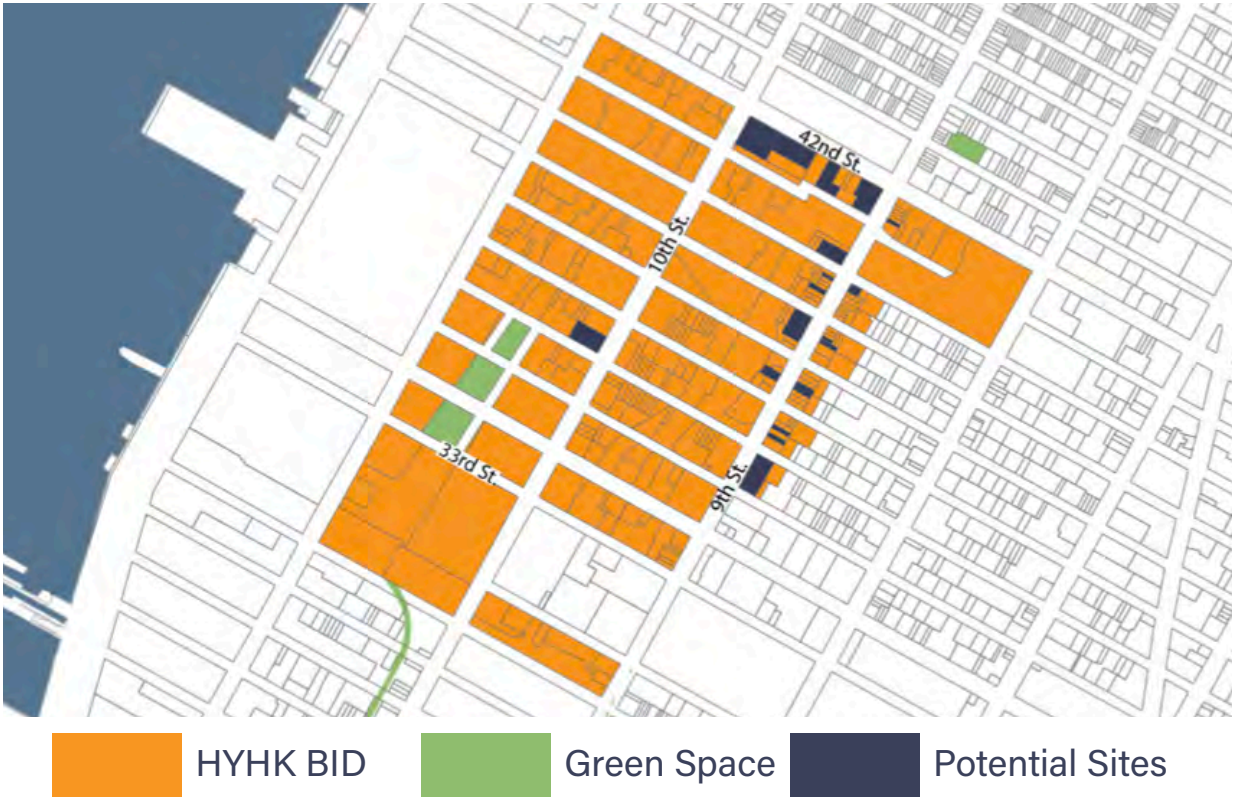 42nd St.
10th St.
33rd St.
9th St.
HYHK BID
Green Space
Potential Sites